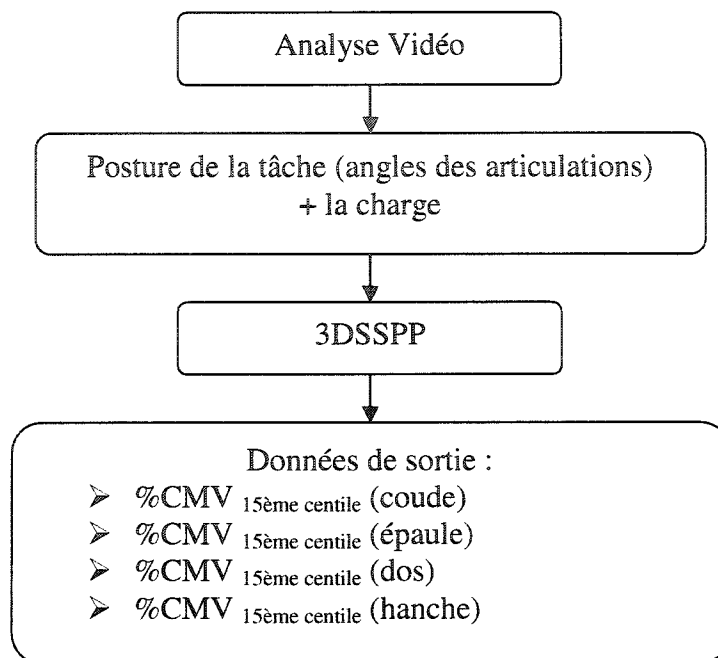 Analyse Vidéo
Posture de la tâche (angles des articulations)
+ la charge
3DSSPP
Données de sortie :
➢ %CMV 15ème centile (coude)
➢ %CMV 15ème centile (épaule)
➢ %CMV 15ème centile (dos)
➢ %CMV 15ème centile (hanche)